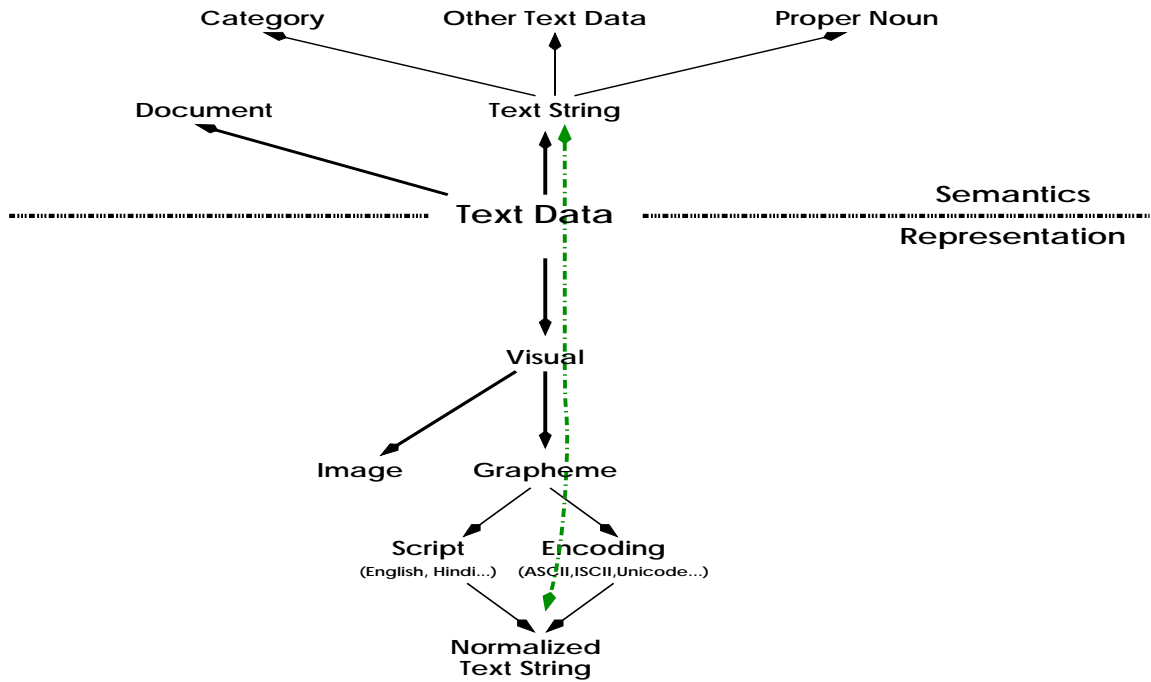 Category Other Text Data Proper Noun
Document Text String
Semantics
Text Data
Representation
Visual
Image Grapheme
Script Encoding
(English, Hindi...) (ASCII,ISCII,Unicode...)
Normalized
Text String